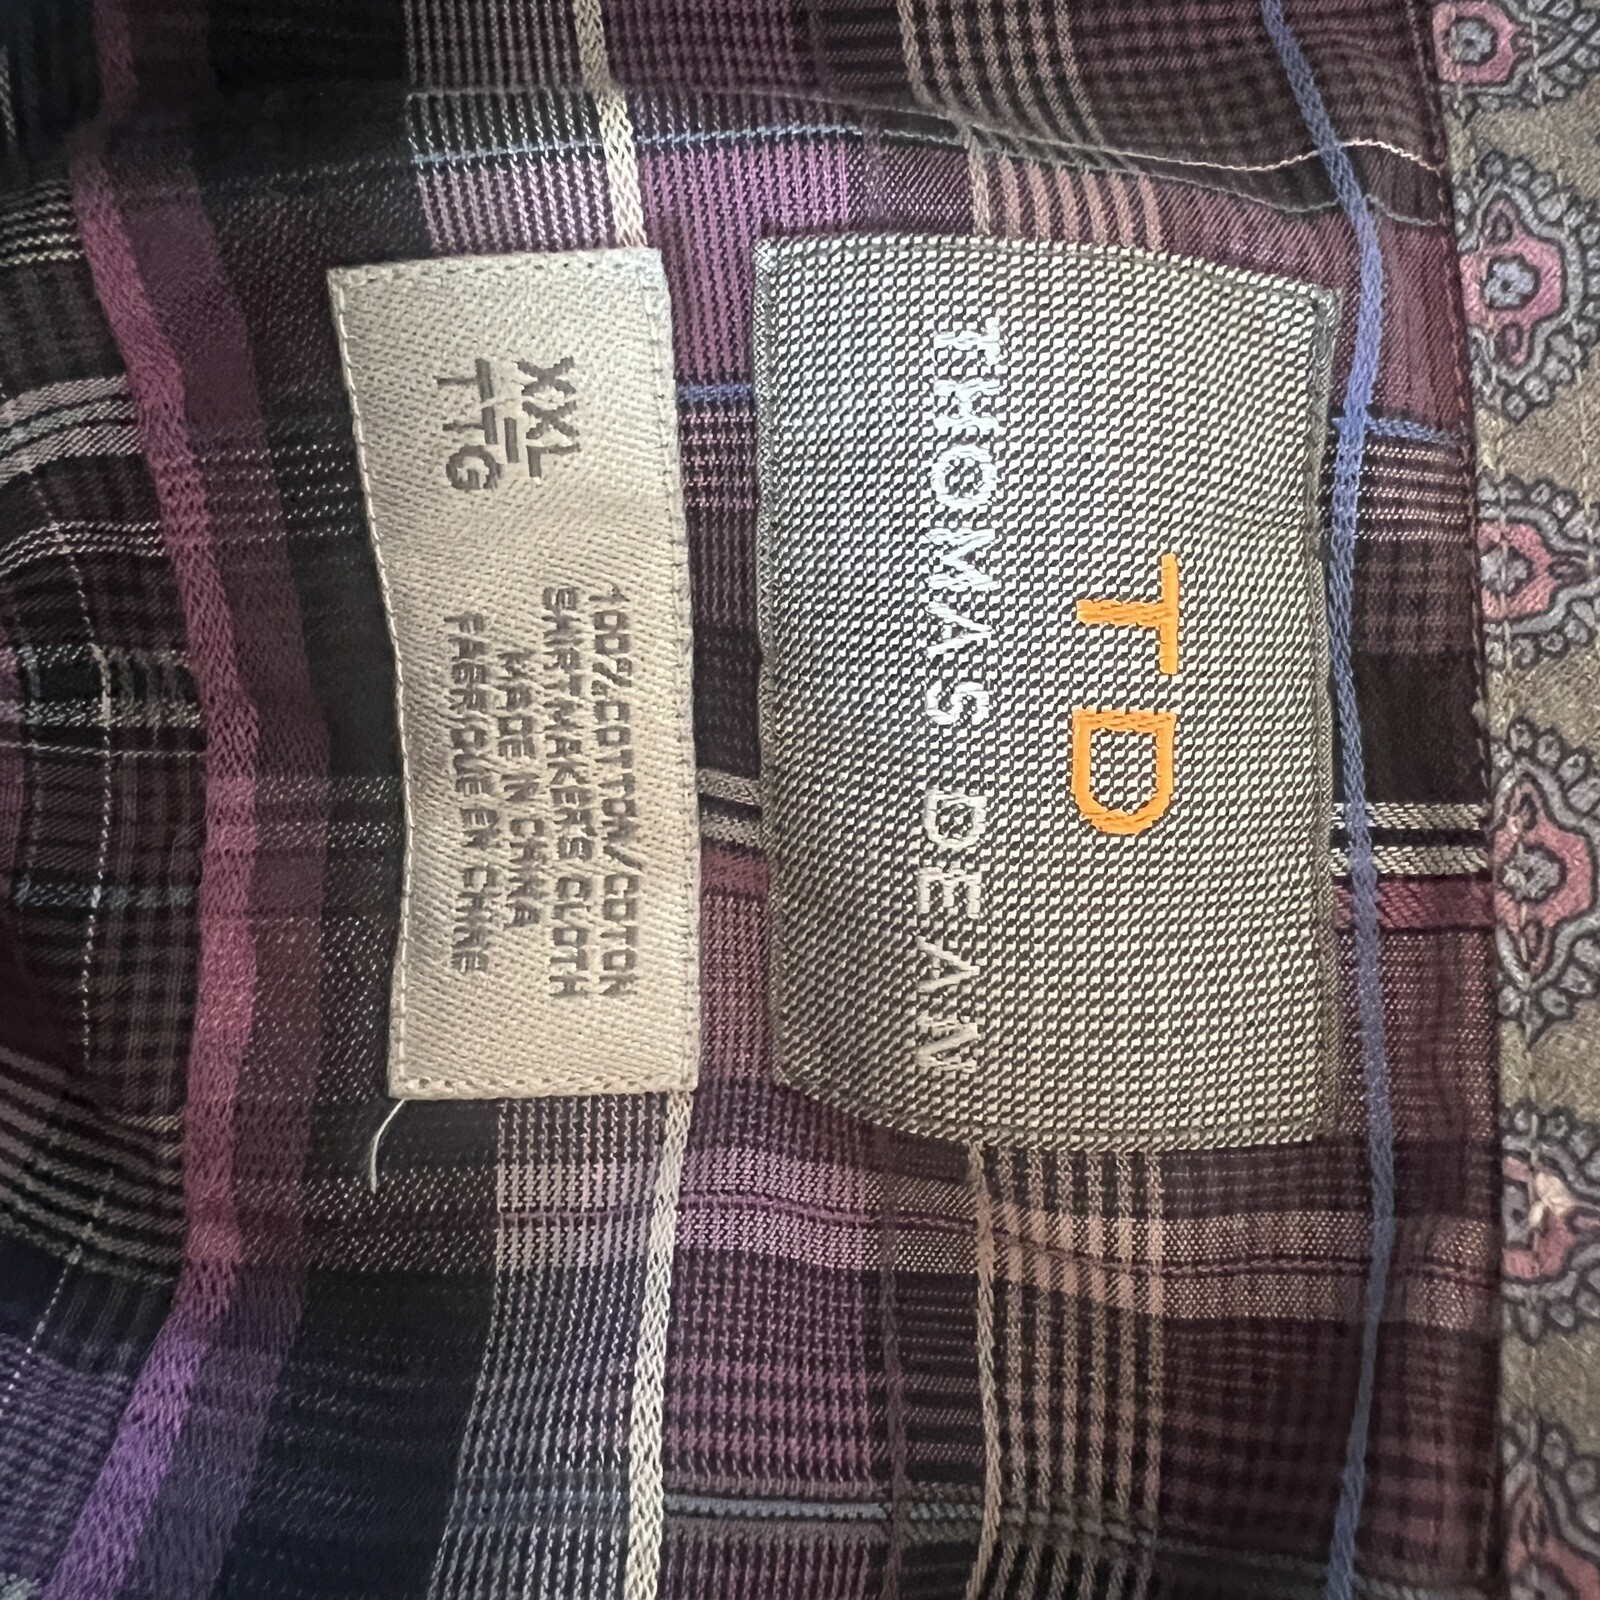 TD
THOMAS DEAN
100% COTTON/COTON
SHIRTMAKERS CLOTH
MADE IN CHINA
FABRIQUE EN CHINE
XXL
TTG